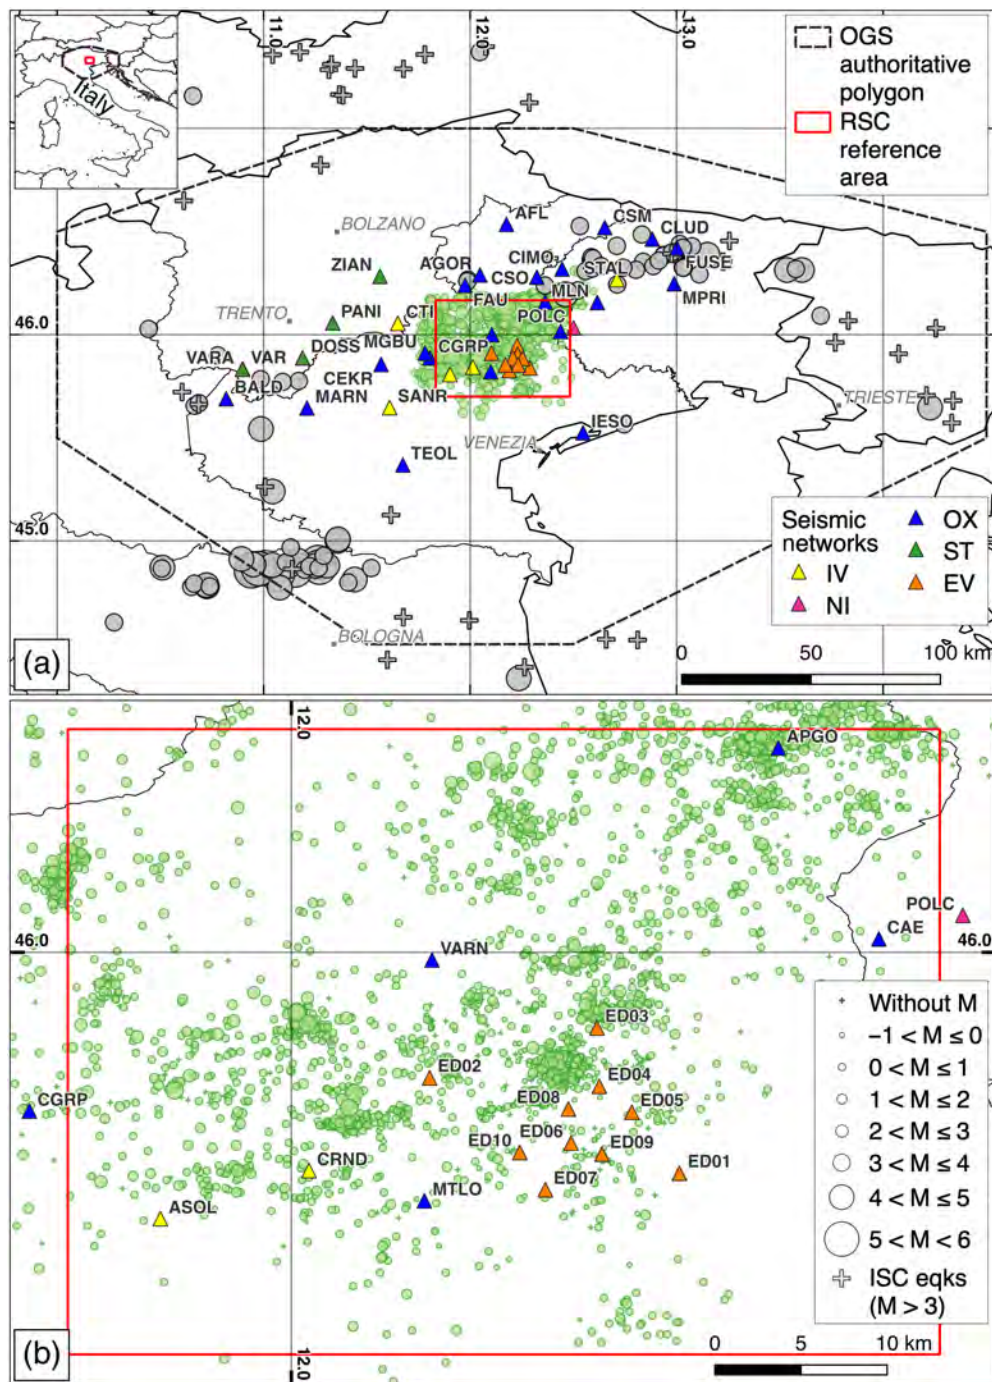 11.0
12.0
13.0
Italy
OGS
authoritative
polygon
RSC
reference
area
BOLZANO
AFL
CSM
CLUD
ZIAN
AGOR
CIMO
CSO
STAL
FUSE
MLN
MPRI
FAU
TRENTO
PANI
CTI
POLC
46.0
VARA
VAR
DOSS
MGBU
CGRP
BALD
CEKR
MARN
SANR
TRIESTE
IESO
VENEZIA
TEOL
45.0
Seismic
networks
IV
NI
OX
ST
EV
BOLOGNA
(a)
0
50
100 km
12.0
APGO
POLC
CAE
46.0
VARN
46.0
ED03
ED02
ED04
CGRP
ED08
ED05
ED10
ED06
ED09
ED01
CRND
ED07
MTLO
ASOL
Without M
−1 < M ≤ 0
0 < M ≤ 1
1 < M ≤ 2
2 < M ≤ 3
3 < M ≤ 4
4 < M ≤ 5
5 < M < 6
ISC eqks
(M > 3)
(b)
12.0
0
5
10 km